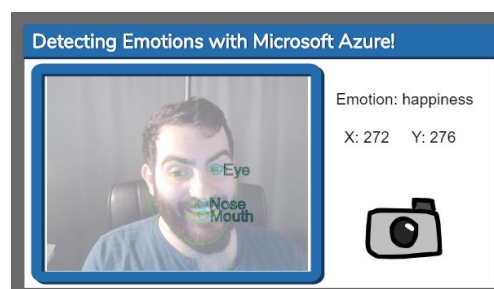 Detecting Emotions with Microsoft Azure!
Emotion: happiness
X: 272 Y: 276
Eye
Nose
Mouth